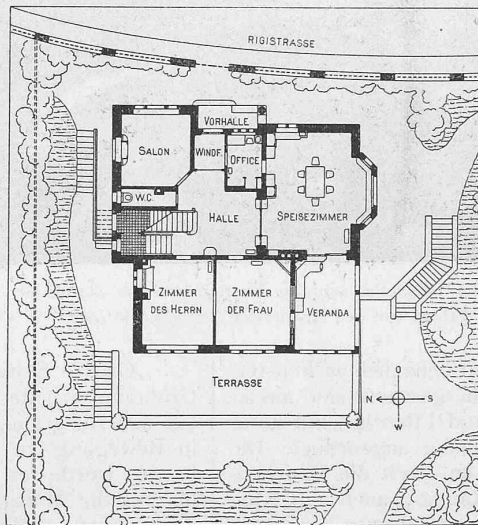 RIGISTRASSE
VORHALLE
SALON
WINDF.
OFFICE
W.C.
HALLE
SPEISEZIMMER
ZIMMER
DES HERRN
ZIMMER
DER FRAU
VERANDA
TERRASSE
O
N S
W